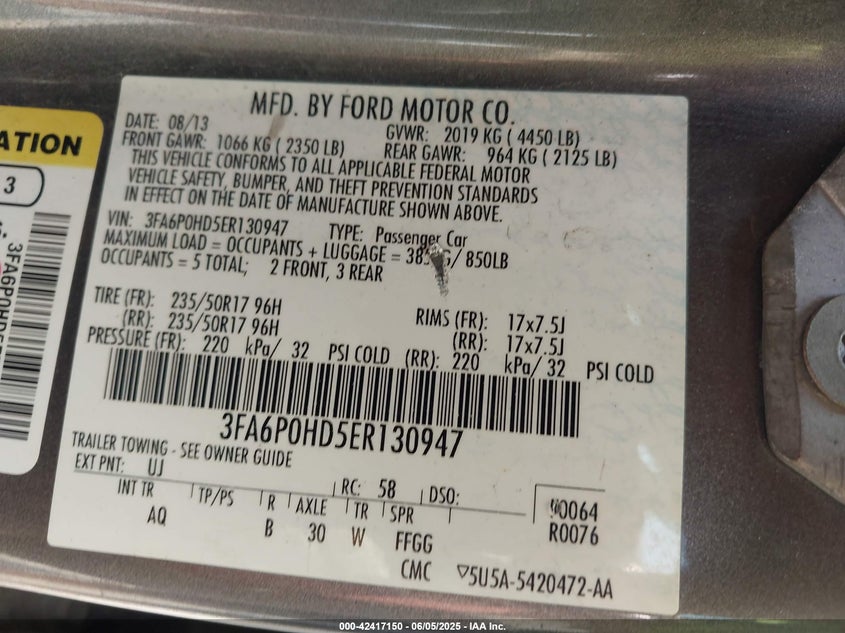 MFD. BY FORD MOTOR CO.
DATE: 08/13 GVWR: 2019 KG ( 4450 LB)
FRONT GAWR: 1066 KG ( 2350 LB) REAR GAWR: 964 KG ( 2125 LB)
THIS VEHICLE CONFORMS TO ALL APPLICABLE FEDERAL MOTOR
VEHICLE SAFETY, BUMPER, AND THEFT PREVENTION STANDARDS
IN EFFECT ON THE DATE OF MANUFACTURE SHOWN ABOVE.
VIN: 3FA6P0HD5ER130947 TYPE: Passenger Car
MAXIMUM LOAD = OCCUPANTS + LUGGAGE = / 850LB
OCCUPANTS = 5 TOTAL; 2 FRONT, 3 REAR
TIRE (FR): 235/50R17 96H RIMS (FR): 17x7.5J
(RR): 235/50R17 96H (RR): 17x7.5J
PRESSURE (FR): 220 kPa/ 32 PSI COLD (RR): 220 kPa/ 32 PSI COLD
3FA6P0HD5ER130947
TRAILER TOWING - SEE OWNER GUIDE
EXT PNT: UJ RC: 58 DSO:
INT TR TP/PS R AXLE TR SPR
AQ B 30 W FFGG
R0076
CMC ▽5U5A-5420472-AA
ATION
3
000-42417150 - 06/05/2025 - IAA Inc.